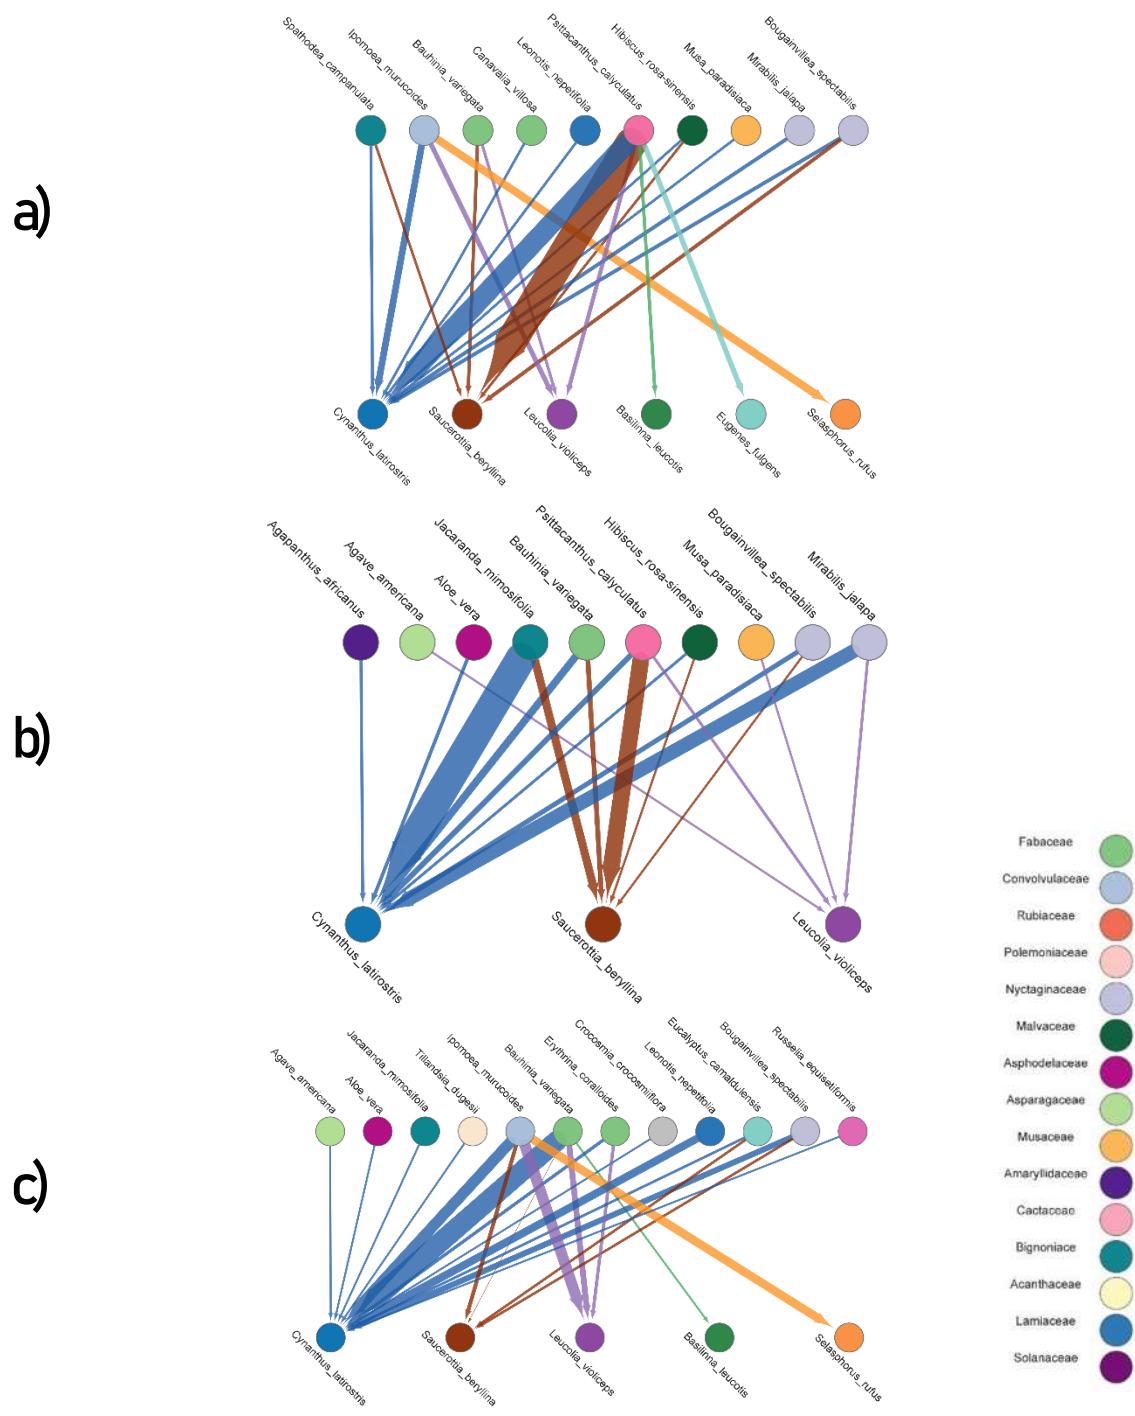 a)
Spathodea_campanulata
Ipomoea_murucoides
Bauhinia_variegata
Canavalia_villosa
Leonotis_nepetifolia
Psittacanthus_calyculatus
Hibiscus_rosa-sinensis
Musa_paradisiaca
Mirabilis_jalapa
Bougainvillea_spectabilis
Cynanthus_latirostris
Saucerottia_beryllina
Leucolia_violiceps
Basilinna_leucotis
Eugenes_fulgens
Selasphorus_rufus
b)
Agapanthus_africanus
Agave_americana
Aloe_vera
Jacaranda_mimosifolia
Bauhinia_variegata
Psittacanthus_calyculatus
Hibiscus_rosa-sinensis
Musa_paradisiaca
Bougainvillea_spectabilis
Mirabilis_jalapa
Cynanthus_latirostris
Saucerottia_beryllina
Leucolia_violiceps
c)
Agave_americana
Aloe_vera
Jacaranda_mimosifolia
Tillandsia_dugesii
Ipomoea_murucoides
Bauhinia_variegata
Erythrina_coralloides
Crocosmia_crocosmiiflora
Leonotis_nepetifolia
Eucalyptus_camaldulensis
Bougainvillea_spectabilis
Russelia_equisetiformis
Cynanthus_latirostris
Saucerottia_beryllina
Leucolia_violiceps
Basilinna_leucotis
Selasphorus_rufus
Fabaceae
Convolvulaceae
Rubiaceae
Polemoniaceae
Nyctaginaceae
Malvaceae
Asphodelaceae
Asparagaceae
Musaceae
Amaryllidaceae
Cactaceae
Bignoniace
Acanthaceae
Lamiaceae
Solanaceae